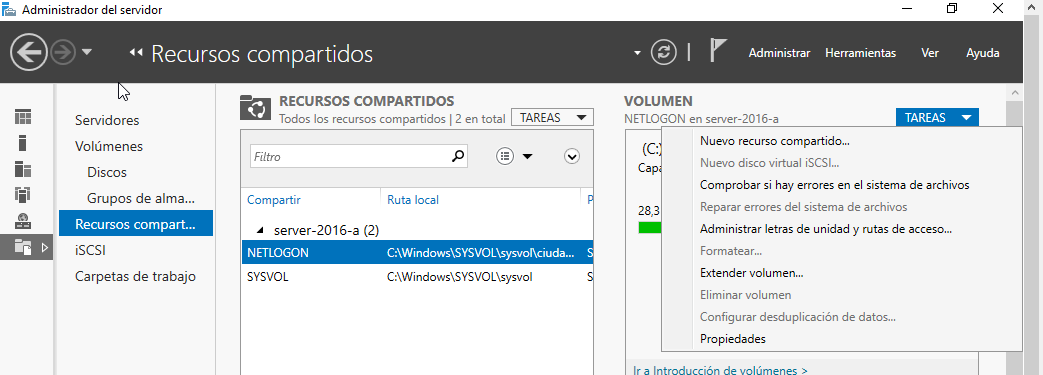 Administrador del servidor
Recursos compartidos
Administrar Herramientas Ver Ayuda
Servidores
Volúmenes
Discos
Grupos de alma...
Recursos compart...
iSCSI
Carpetas de trabajo
RECURSOS COMPARTIDOS
Todos los recursos compartidos | 2 en total
TAREAS
Filtro
Compartir Ruta local P
server-2016-a (2)
NETLOGON C:\Windows\SYSVOL\sysvol\ciuda... S
SYSVOL C:\Windows\SYSVOL\sysvol S
VOLUMEN
NETLOGON en server-2016-a
TAREAS
(C:)
Capa
28,3
Nuevo recurso compartido...
Nuevo disco virtual iSCSI...
Comprobar si hay errores en el sistema de archivos
Reparar errores del sistema de archivos
Administrar letras de unidad y rutas de acceso...
Formatear...
Extender volumen...
Eliminar volumen
Configurar desduplicación de datos...
Propiedades
Ir a Introducción de volúmenes >